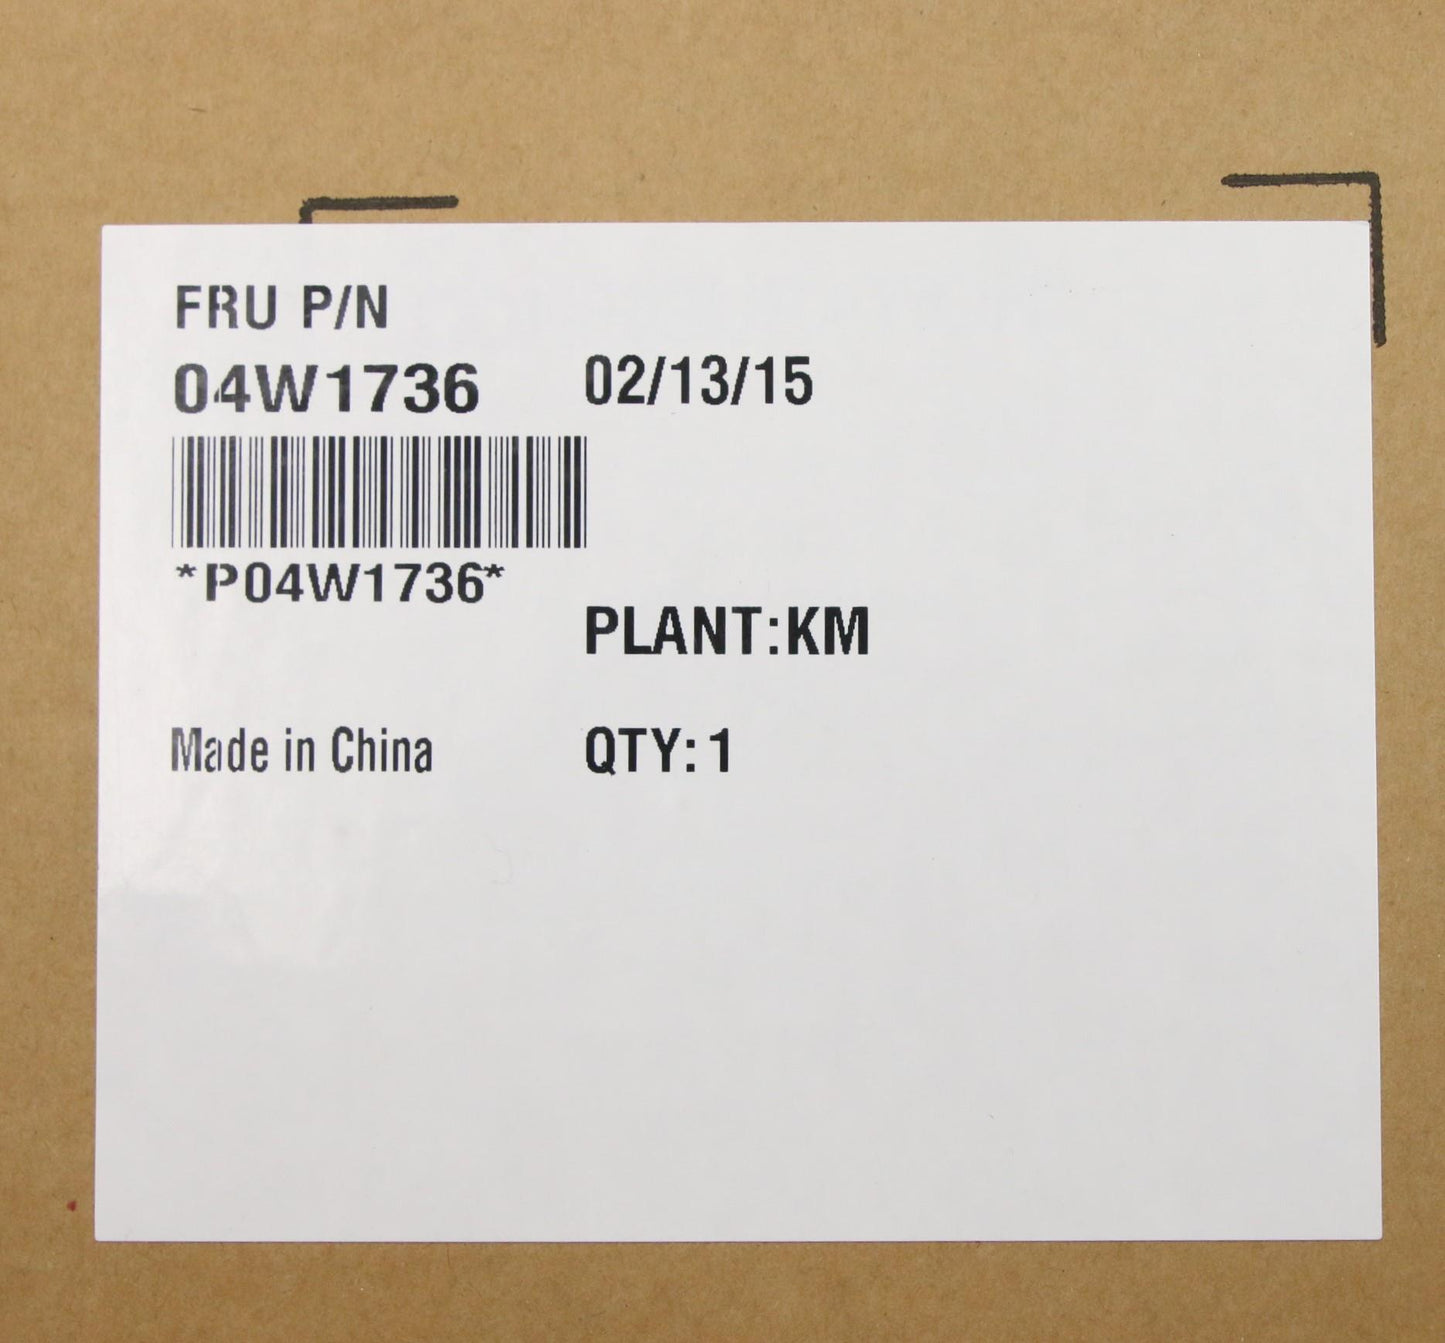 FRU P/N
04W1736 02/13/15
*P04W1736*
PLANT:KM
Made in China QTY: 1